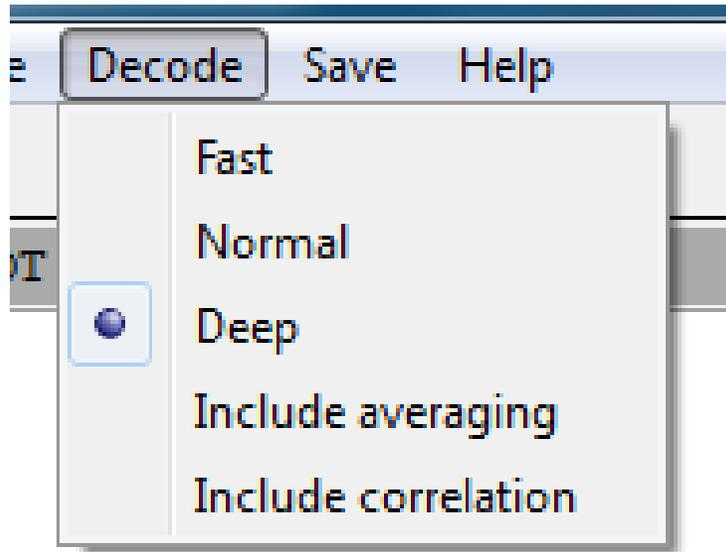 e Decode Save Help
Fast
Normal
T
Deep
Include averaging
Include correlation